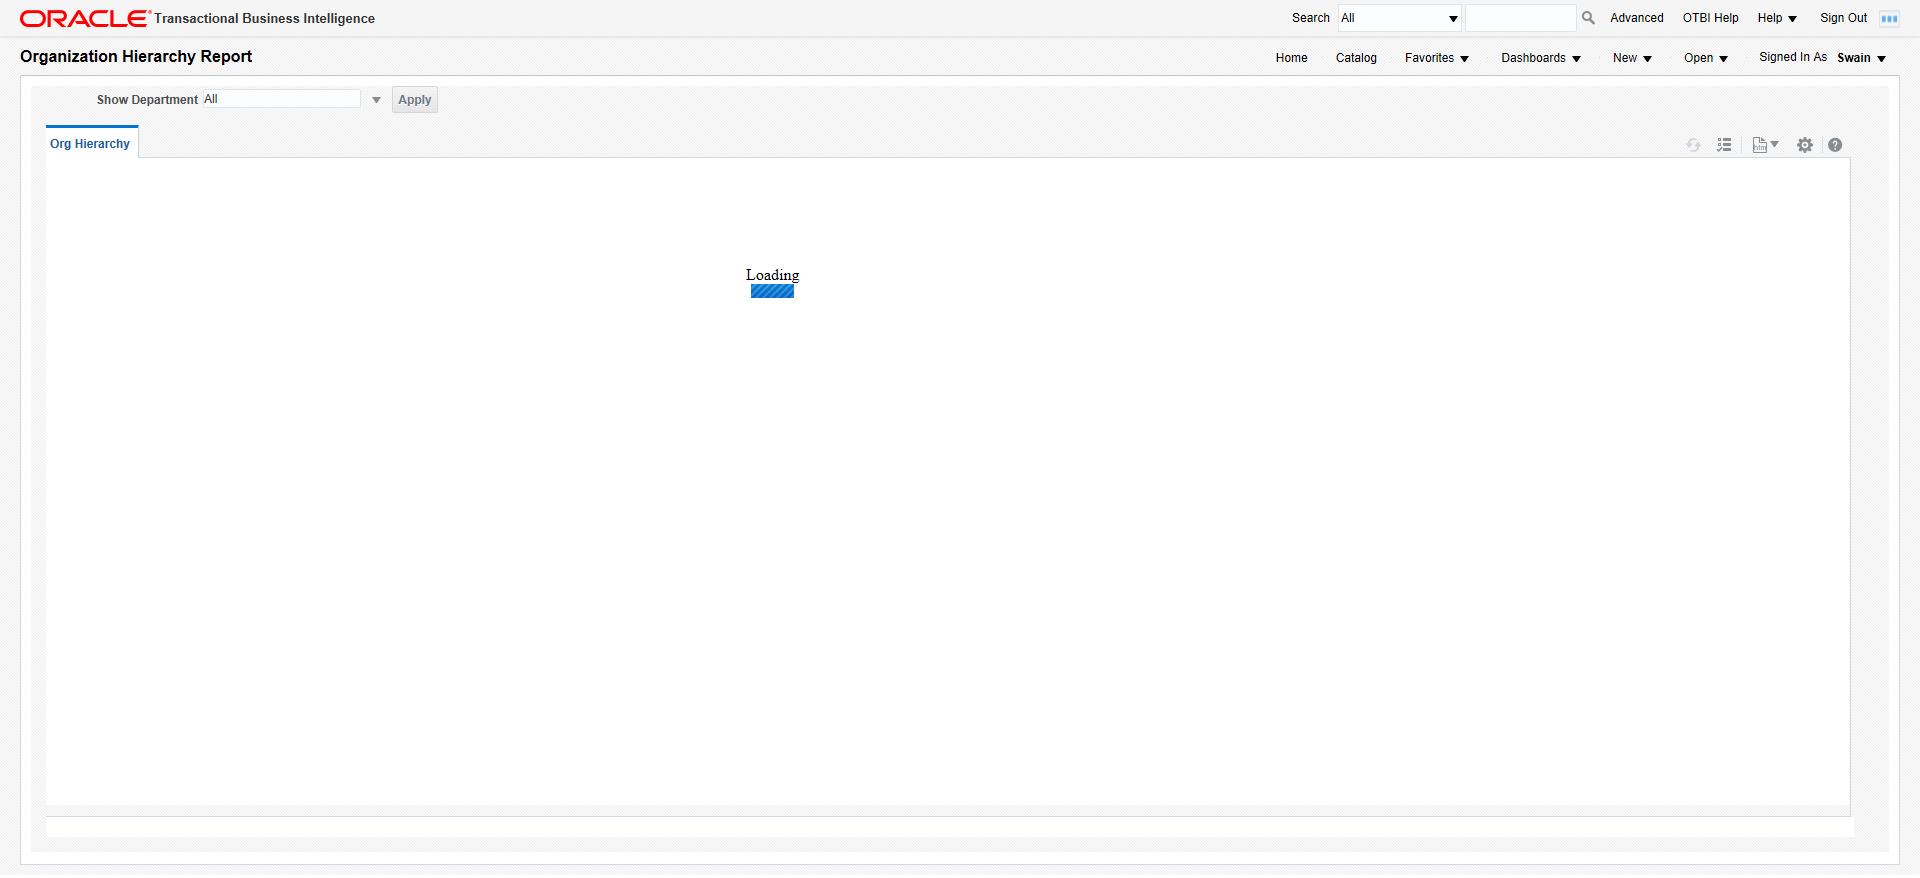 ORACLE Transactional Business Intelligence
Search All Advanced OTBI Help Help Sign Out
Organization Hierarchy Report
Home Catalog Favorites Dashboards New Open Signed In As Swain
Show Department All Apply
Org Hierarchy
Loading